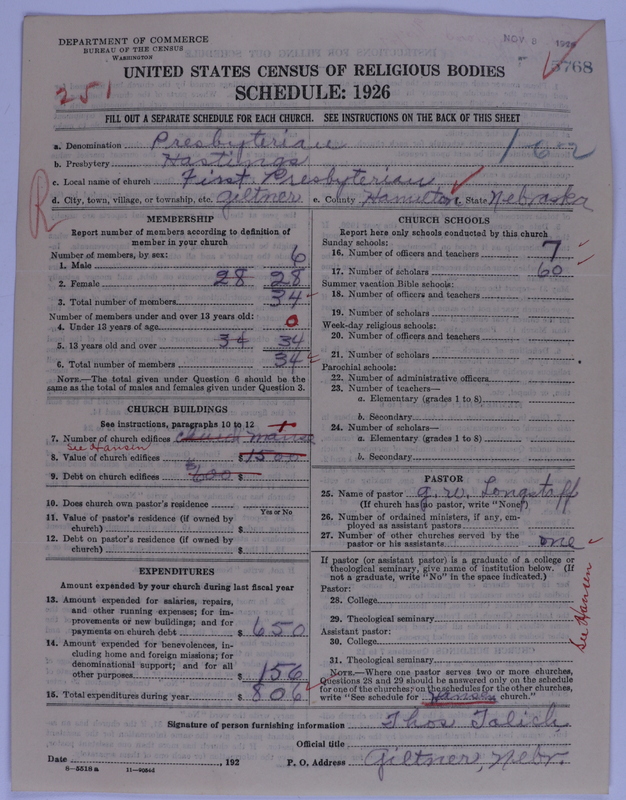 DEPARTMENT OF COMMERCE
BUREAU OF THE CENSUS
WASHINGTON
NOV 8 1926
5768
UNITED STATES CENSUS OF RELIGIOUS BODIES
SCHEDULE: 1926
251
FILL OUT A SEPARATE SCHEDULE FOR EACH CHURCH. SEE INSTRUCTIONS ON THE BACK OF THIS SHEET
a. Denomination Presbyterian
1-6-2
b. Presbytery Hastings
c. Local name of church First Presbyterian
d. City, town, village, or township, etc. Giltner e. County Hamilton f. State Nebraska
R
MEMBERSHIP
Report number of members according to definition of
member in your church
Number of members, by sex:
1. Male 6
2. Female 28 28
3. Total number of members 34
Number of members under and over 13 years old:
4. Under 13 years of age 0
5. 13 years old and over 34 34
6. Total number of members 34
NOTE.—The total given under Question 6 should be the
same as the total of males and females given under Question 3.
CHURCH BUILDINGS
See instructions, paragraphs 10 to 12
7. Number of church edifices church manse 1
See Hansen
8. Value of church edifices $ 1500
9. Debt on church edifices $600 $
10. Does church own pastor's residence
Yes or No
11. Value of pastor's residence (if owned by
church) $
12. Debt on pastor's residence (if owned by
church) $
EXPENDITURES
Amount expended by your church during last fiscal year
13. Amount expended for salaries, repairs,
and other running expenses; for im-
provements or new buildings; and for
payments on church debt $ 650
14. Amount expended for benevolences, in-
cluding home and foreign missions; for
denominational support; and for all
other purposes $ 156
15. Total expenditures during year $ 806
CHURCH SCHOOLS
Report here only schools conducted by this church
Sunday schools:
16. Number of officers and teachers 7
17. Number of scholars 60
Summer vacation Bible schools:
18. Number of officers and teachers
19. Number of scholars
Week-day religious schools:
20. Number of officers and teachers
21. Number of scholars
Parochial schools:
22. Number of administrative officers
23. Number of teachers—
a. Elementary (grades 1 to 8)
b. Secondary
24. Number of scholars—
a. Elementary (grades 1 to 8)
b. Secondary
PASTOR
25. Name of pastor G. W. Longstaff
(If church has no pastor, write "None")
26. Number of ordained ministers, if any, em-
ployed as assistant pastors
27. Number of other churches served by the
pastor or his assistants one
If pastor (or assistant pastor) is a graduate of a college or
theological seminary, give name of institution below. (If
not a graduate, write "No" in the space indicated.)
Pastor:
28. College
29. Theological seminary
Assistant pastor:
30. College
31. Theological seminary
See Hansen
NOTE.—Where one pastor serves two or more churches,
Questions 28 and 29 should be answered only on the schedule
for one of the churches; on the schedules for the other churches,
write "See schedule for Hansen church."
Signature of person furnishing information Thos Talich
Official title
Date , 192 P. O. Address Giltner, Nebr.
8-5518 a 11-90544